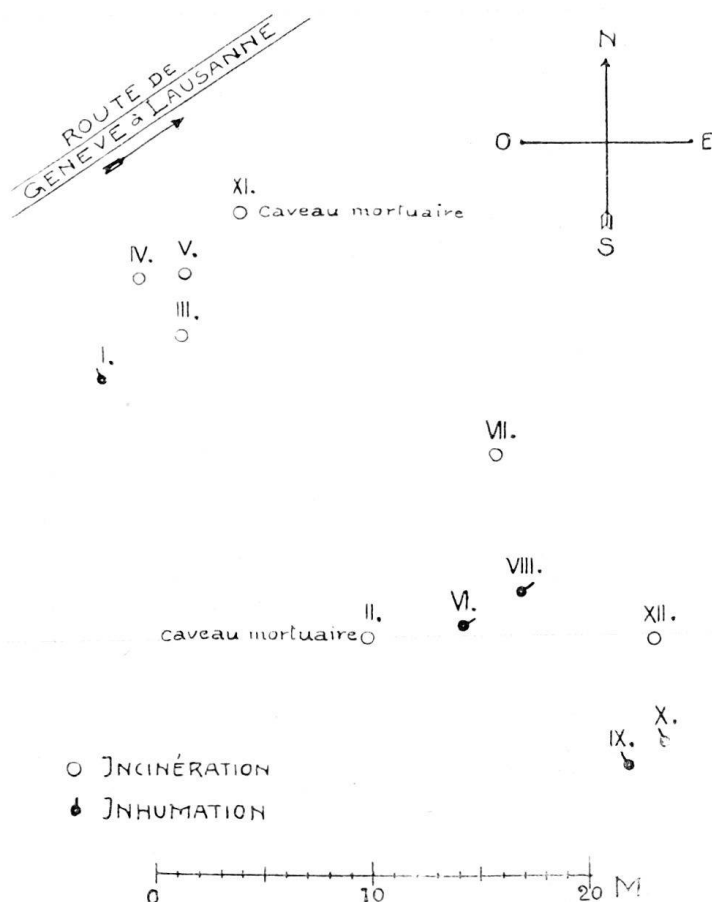 ROUTE DE
GENEVE à LAUSANNE
N
O E
S
XI.
Caveau mortuaire
IV. V.
III.
I.
VII.
VIII.
II. VI. XII.
caveau mortuaire
X.
IX.
INCINÉRATION
INHUMATION
0 10 20 M